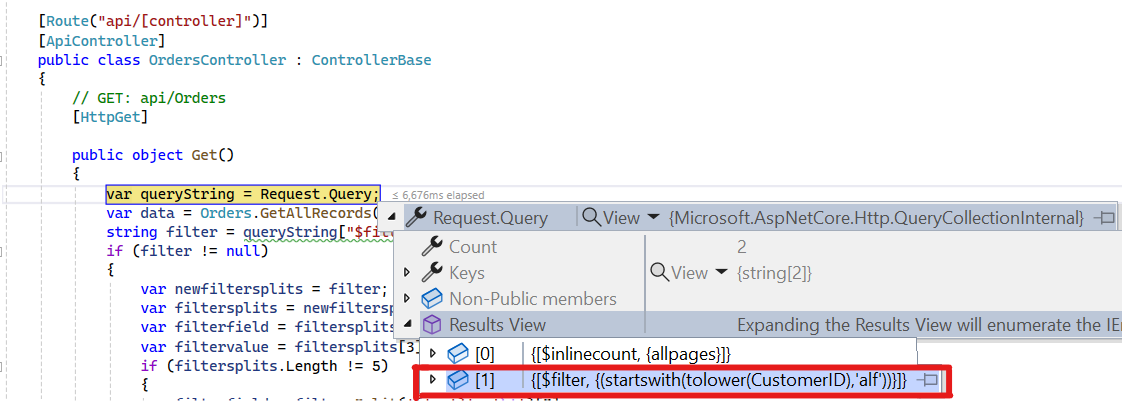 [Route("api/[controller]")]
[ApiController]
public class OrdersController : ControllerBase
{
// GET: api/Orders
[HttpGet]
public object Get()
{
var queryString = Request.Query; ≤ 6,676ms elapsed
var data = Orders.GetAllRecords(
Request.Query View {Microsoft.AspNetCore.Http.QueryCollectionInternal}
string filter = queryString["$filt
Count 2
if (filter != null)
Keys View {string[2]}
{
var newfiltersplits = filter;
Non-Public members
var filtersplits = newfiltersp
var filterfield = filtersplits
Results View Expanding the Results View will enumerate the IEn
var filtervalue = filtersplits[3]
[0] {[$inlinecount, {allpages}]}
if (filtersplits.Length != 5)
[1] {[$filter, {(startswith(tolower(CustomerID),'alf'))}]}
{